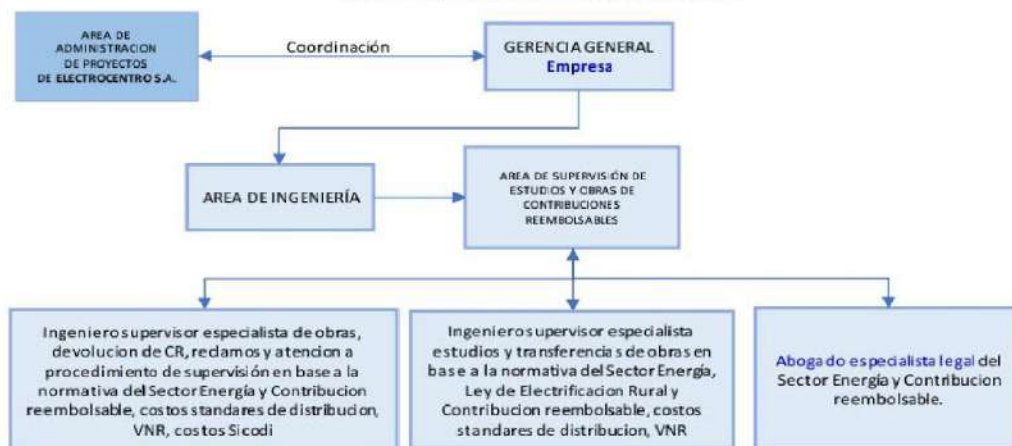 AREA DE
ADMINISTRACION
DE PROYECTOS
DE ELECTROCENTRO S.A.
Coordinación
GERENCIA GENERAL
Empresa
AREA DE INGENIERÍA
AREA DE SUPERVISIÓN DE
ESTUDIOS Y OBRAS DE
CONTRIBUCIONES
REEMBOLSABLES
Ingeniero supervisor especialista de obras,
devolucion de CR, reclamos y atencion a
procedimiento de supervisión en base a la
normativa del Sector Energía y Contribucion
reembolsable, costos standares de distribucion,
VNR, costos Sicodi
Ingeniero supervisor especialista
estudios y transferencias de obras en
base a la normativa del Sector Energía,
Ley de Electrificacion Rural y
Contribucion reembolsable, costos
standares de distribucion, VNR
Abogado especialista legal del
Sector Energía y Contribucion
reembolsable.